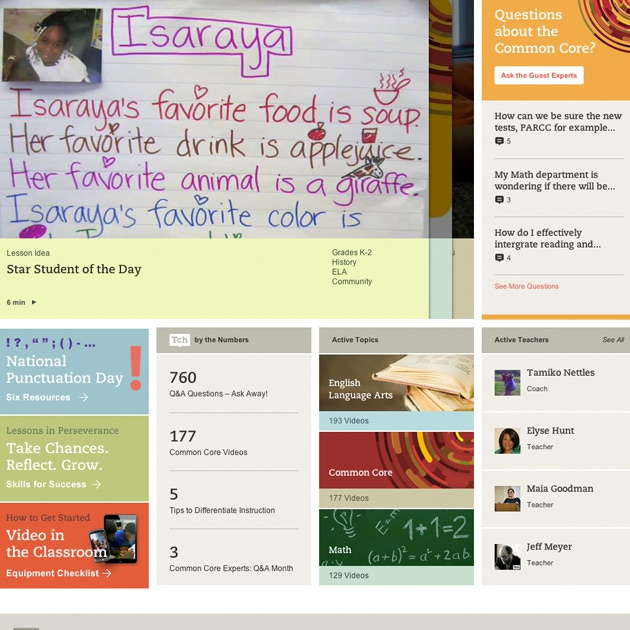 Isaraya
Isaraya's favorite food is soup.
Her favorite drink is applejuice.
Her favorite animal is a giraffe.
Isaraya's favorite color is
Lesson Idea
Star Student of the Day
6 min
Grades K-2
History
ELA
Community
Questions
about the
Common Core?
Ask the Guest Experts
How can we be sure the new
tests, PARCC for example...
5
My Math department is
wondering if there will be...
3
How do I effectively
intergrate reading and...
4
See More Questions
! ? , “ ” ; ( ) - ...
National
Punctuation Day
Six Resources
!
Lessons in Perseverance
Take Chances.
Reflect. Grow.
Skills for Success
How to Get Started
Video in
the Classroom
Equipment Checklist
Tch by the Numbers
760
Q&A Questions – Ask Away!
177
Common Core Videos
5
Tips to Differentiate Instruction
3
Common Core Experts: Q&A Month
Active Topics
English
Language Arts
193 Videos
Common Core
177 Videos
E=
1+1=2
Math
(a+b)²=a²+2ab
129 Videos
Active Teachers
See All
Tamiko Nettles
Coach
Elyse Hunt
Teacher
Maia Goodman
Teacher
Jeff Meyer
Teacher